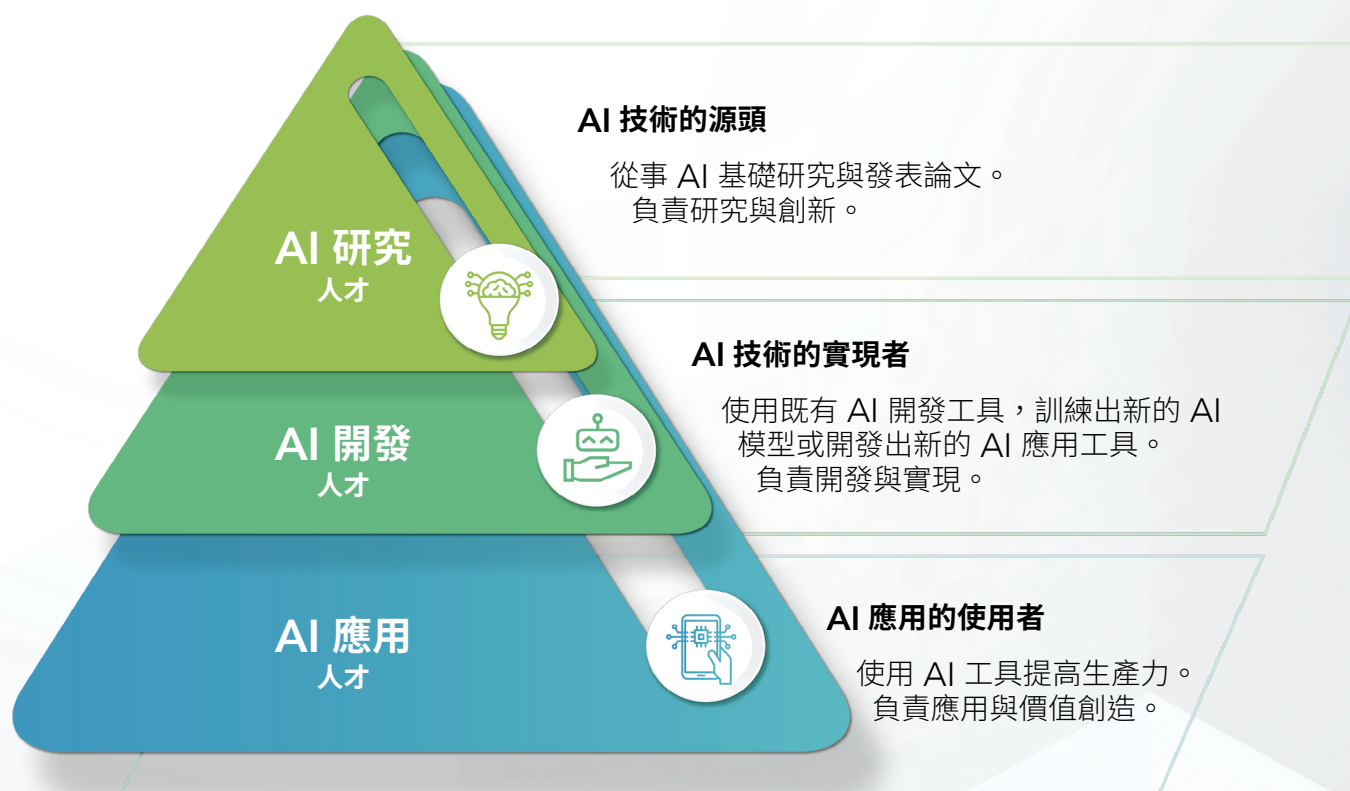 AI 技術的源頭
從事 AI 基礎研究與發表論文。
負責研究與創新。
AI 研究
人才
AI 技術的實現者
使用既有 AI 開發工具，訓練出新的 AI
模型或開發出新的 AI 應用工具。
負責開發與實現。
AI 開發
人才
AI 應用的使用者
使用 AI 工具提高生產力。
負責應用與價值創造。
AI 應用
人才